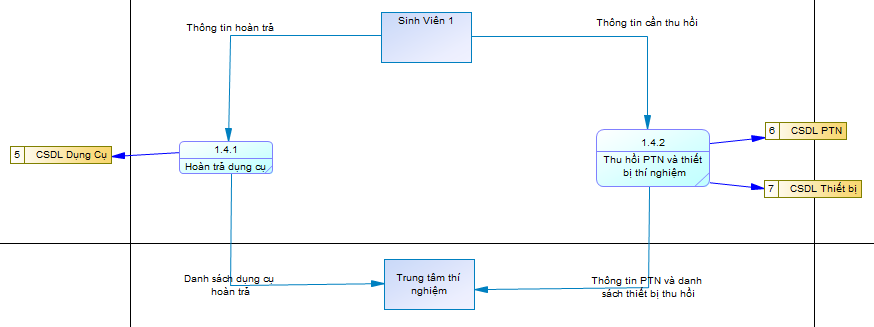 Sinh Viên 1
Thông tin hoàn trả
Thông tin cần thu hồi
1.4.1
Hoàn trả dụng cụ
5 CSDL Dụng Cụ
1.4.2
Thu hồi PTN và thiết
bị thí nghiệm
6 CSDL PTN
7 CSDL Thiết bị
Danh sách dụng cụ
hoàn trả
Trung tâm thí
nghiệm
Thông tin PTN và danh
sách thiết bị thu hồi